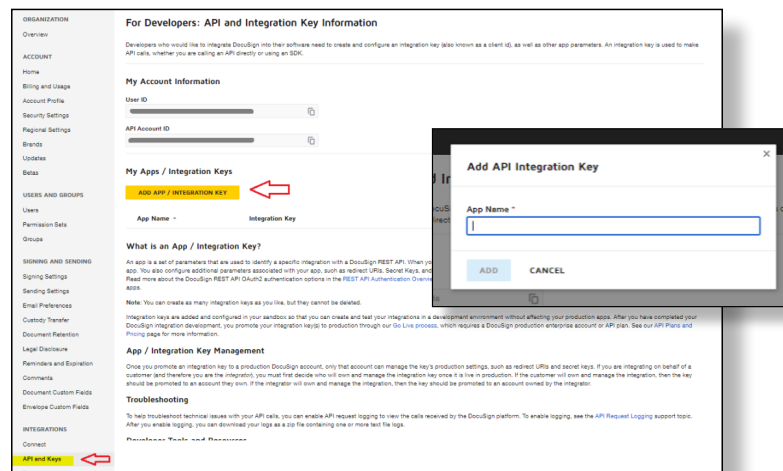 ORGANIZATION
Overview
ACCOUNT
Home
Billing and Usage
Account Profile
Security Settings
Regional Settings
Brands
Updates
Betas
USERS AND GROUPS
Users
Permission Sets
Groups
SIGNING AND SENDING
Signing Settings
Sending Settings
Email Preferences
Custody Transfer
Document Retention
Legal Disclosure
Reminders and Expiration
Comments
Document Custom Fields
Envelope Custom Fields
INTEGRATIONS
Connect
API and Keys
For Developers: API and Integration Key Information
Developers who would like to integrate DocuSign into their software need to create and configure an integration key (also known as a client id), as well as other app parameters. An integration key is used to make
API calls, whether you are calling an API directly or using an SDK.
My Account Information
User ID
API Account ID
My Apps / Integration Keys
ADD APP / INTEGRATION KEY
App Name
Integration Key
What is an App / Integration Key?
An app is a set of parameters that are used to identify a specific integration with a DocuSign REST API. When yo
app. You also configure additional parameters associated with your app, such as redirect URIs, Secret Keys, and
Read more about the DocuSign REST API OAuth2 authentication options in the REST API Authentication Overvie
apps.
Note: You can create as many integration keys as you like, but they cannot be deleted.
Integration keys are added and configured in your sandbox so that you can create and test your integrations in a development environment without affecting your production apps. After you have completed your
DocuSign integration development, you promote your integration key(s) to production through our Go Live process, which requires a DocuSign production enterprise account or API plan. See our API Plans and
Pricing page for more information.
App / Integration Key Management
Once you promote an integration key to a production DocuSign account, only that account can manage the key's production settings, such as redirect URIs and secret keys. If you are integrating on behalf of a
customer (and therefore you are the integrator), you must first decide who will own and manage the integration key once it is live in production. If the customer will own and manage the integration, then the key
should be promoted to an account they own. If the integrator will own and manage the integration, then the key should be promoted to an account owned by the integrator.
Troubleshooting
To help troubleshoot technical issues with your API calls, you can enable API request logging to view the calls received by the DocuSign platform. To enable logging, see the API Request Logging support topic.
After you enable logging, you can download your logs as a zip file containing one or more text file logs.
Developer Tools and Resources
Add API Integration Key
App Name *
ADD
CANCEL